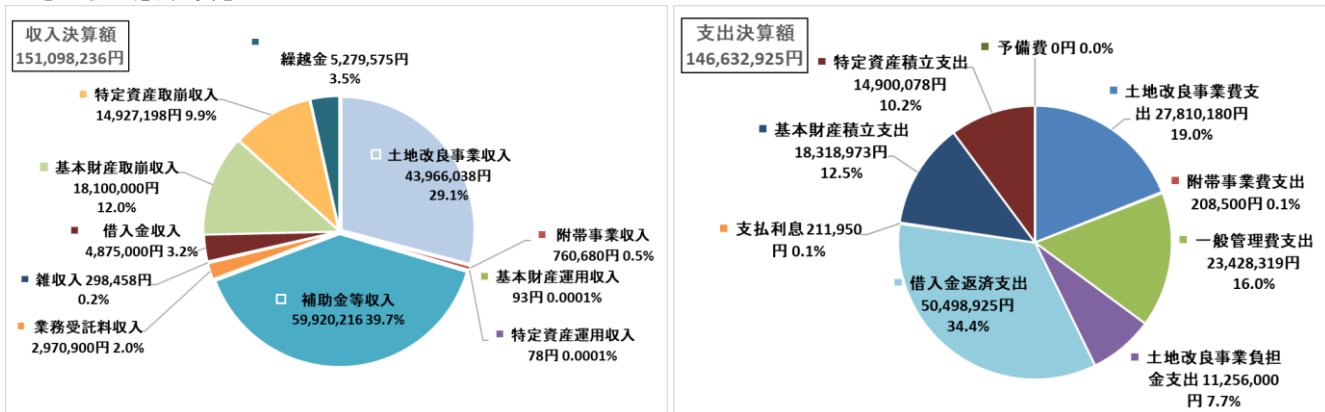 収入決算額
151,098,236円
繰越金 5,279,575円
3.5%
特定資産取崩収入
14,927,198円 9.9%
基本財産取崩収入
18,100,000円
12.0%
借入金収入
4,875,000円 3.2%
雑収入 298,458円
0.2%
業務受託料収入
2,970,900円 2.0%
補助金等収入
59,920,216 39.7%
土地改良事業収入
43,966,038円
29.1%
附帯事業収入
760,680円 0.5%
基本財産運用収入
93円 0.0001%
特定資産運用収入
78円 0.0001%
支出決算額
146,632,925円
予備費 0円 0.0%
特定資産積立支出
14,900,078円
10.2%
基本財産積立支出
18,318,973円
12.5%
支払利息 211,950
円 0.1%
借入金返済支出
50,498,925円
34.4%
土地改良事業費支
出 27,810,180円
19.0%
附帯事業費支出
208,500円 0.1%
一般管理費支出
23,428,319円
16.0%
土地改良事業負担
金支出 11,256,000
円 7.7%